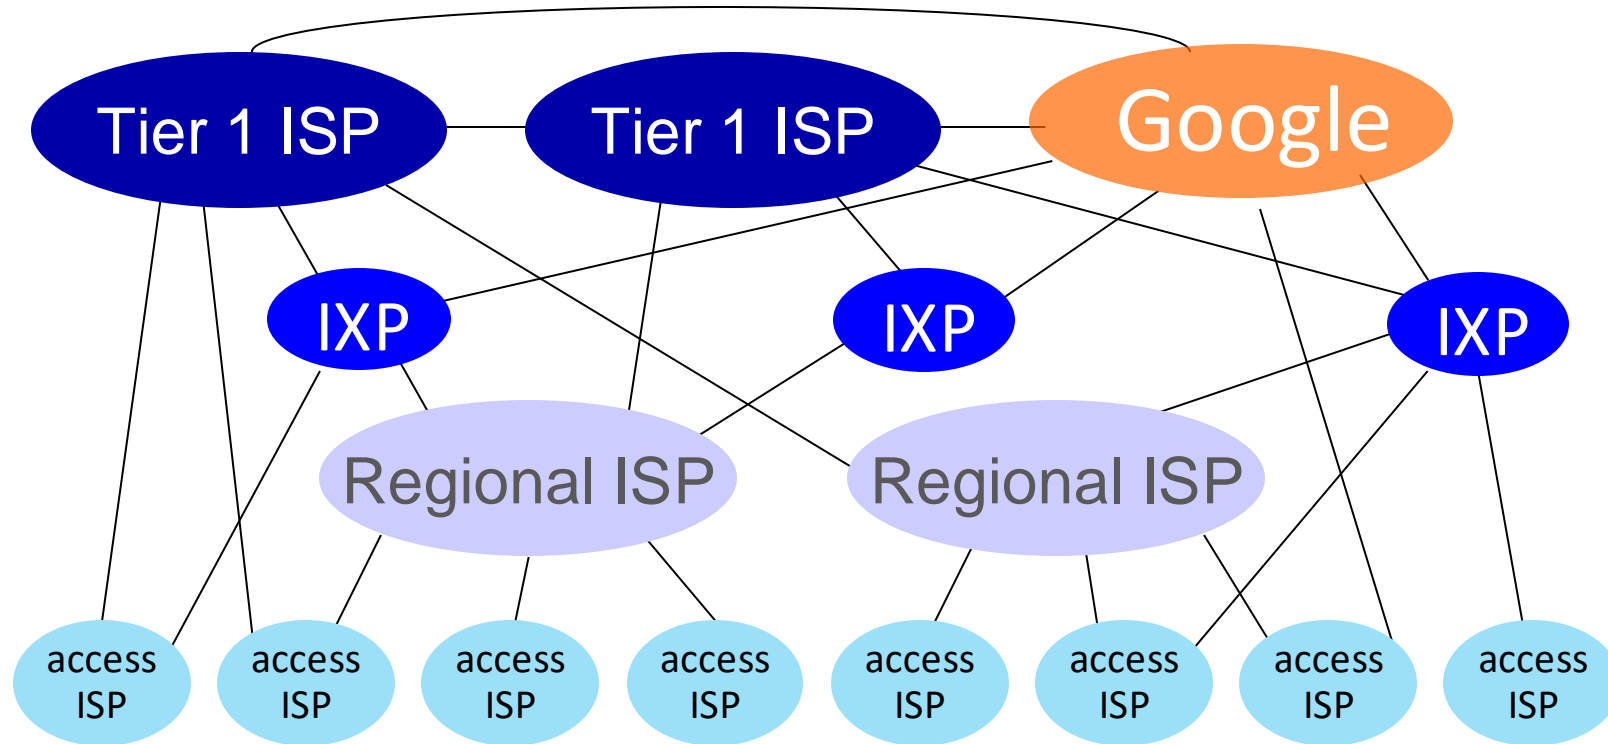 Tier 1 ISP
Tier 1 ISP
Google
IXP
IXP
IXP
Regional ISP
Regional ISP
access
ISP
access
ISP
access
ISP
access
ISP
access
ISP
access
ISP
access
ISP
access
ISP